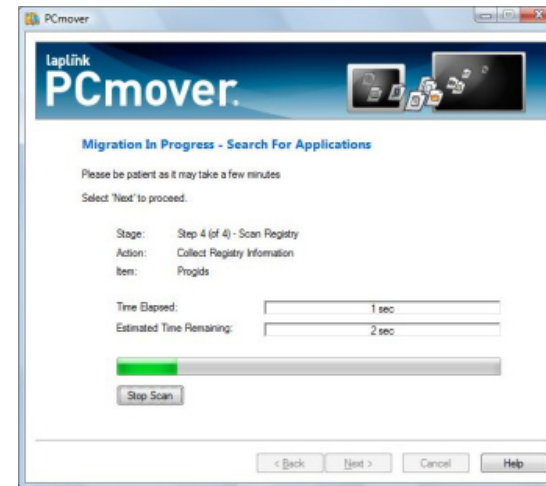 PCmover
laplink
PCmover.
Migration In Progress - Search For Applications
Please be patient as it may take a few minutes
Select 'Next' to proceed.
Stage: Step 4 (of 4) - Scan Registry
Action: Collect Registry Information
Item: Progids
Time Elapsed: 1 sec
Estimated Time Remaining: 2 sec
Stop Scan
< Back Next > Cancel Help